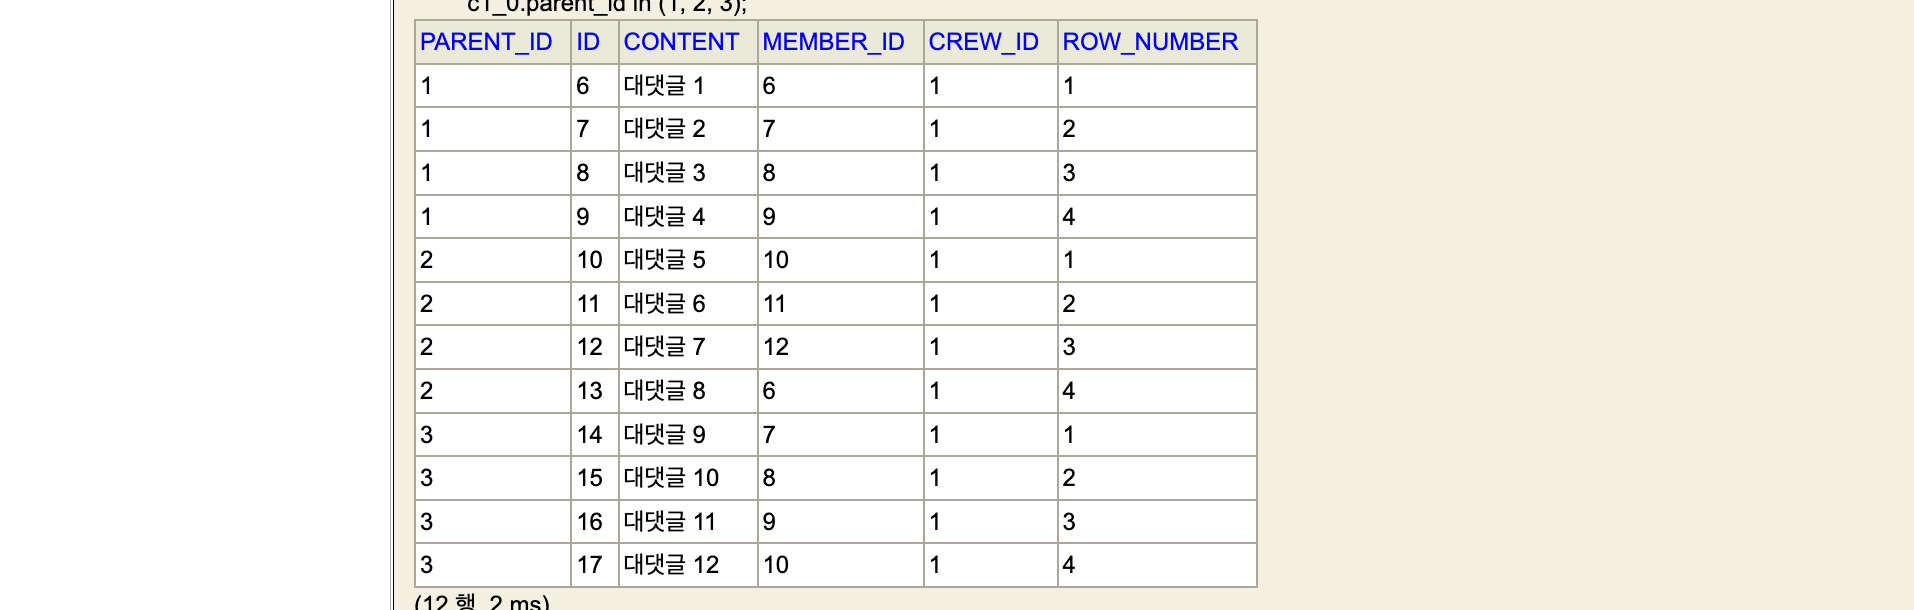 c1_0.parent_id in (1, 2, 3);
PARENT_ID ID CONTENT MEMBER_ID CREW_ID ROW_NUMBER
1 6 대댓글 1 6 1 1
1 7 대댓글 2 7 1 2
1 8 대댓글 3 8 1 3
1 9 대댓글 4 9 1 4
2 10 대댓글 5 10 1 1
2 11 대댓글 6 11 1 2
2 12 대댓글 7 12 1 3
2 13 대댓글 8 6 1 4
3 14 대댓글 9 7 1 1
3 15 대댓글 10 8 1 2
3 16 대댓글 11 9 1 3
3 17 대댓글 12 10 1 4
(12 행, 2 ms)